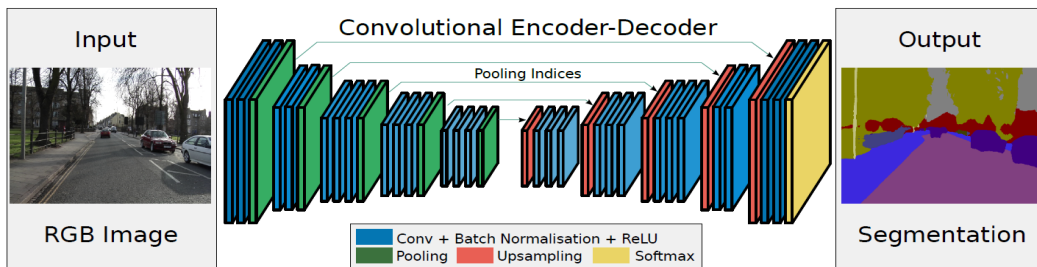 Input
RGB Image
Convolutional Encoder-Decoder
Pooling Indices
Conv + Batch Normalisation + ReLU
Pooling Upsampling Softmax
Output
Segmentation